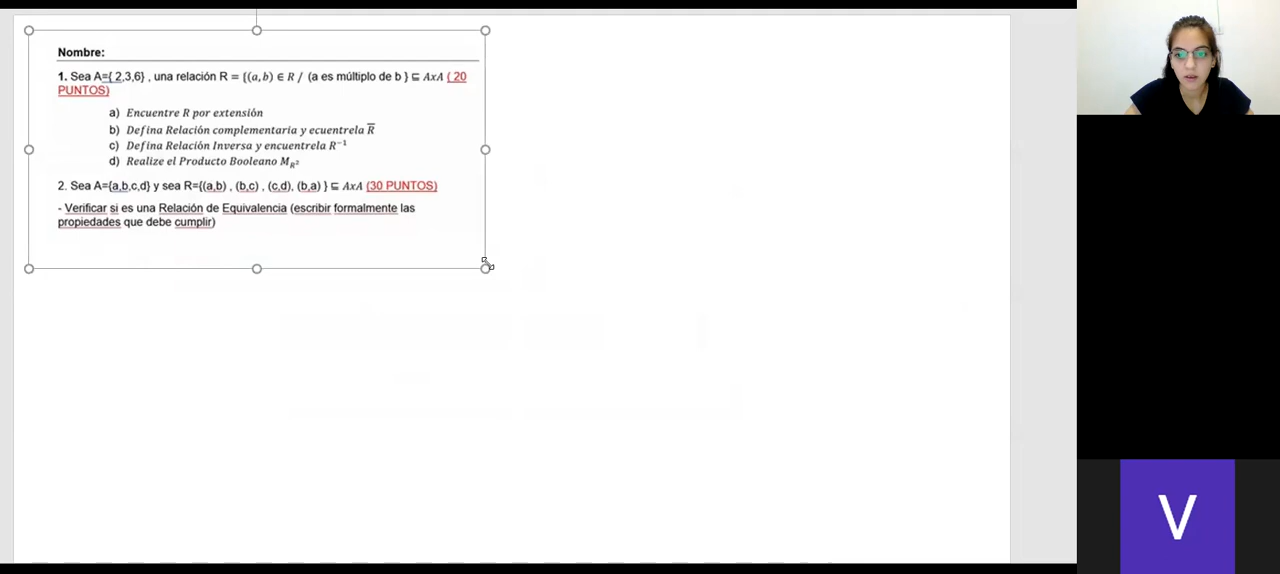 Nombre:
1. Sea A={ 2,3,6} , una relación R = {(a, b) ∈ R / (a es múltiplo de b } ⊑ AxA ( 20
PUNTOS)
a) Encuentre R por extensión
b) Defina Relación complementaria y ecuentrela R̅
c) Defina Relación Inversa y encuentrela R⁻¹
d) Realize el Producto Booleano M_R²
2. Sea A={a,b,c,d} y sea R={(a,b) , (b,c) , (c,d), (b,a) } ⊑ AxA (30 PUNTOS)
- Verificar si es una Relación de Equivalencia (escribir formalmente las
propiedades que debe cumplir)
V